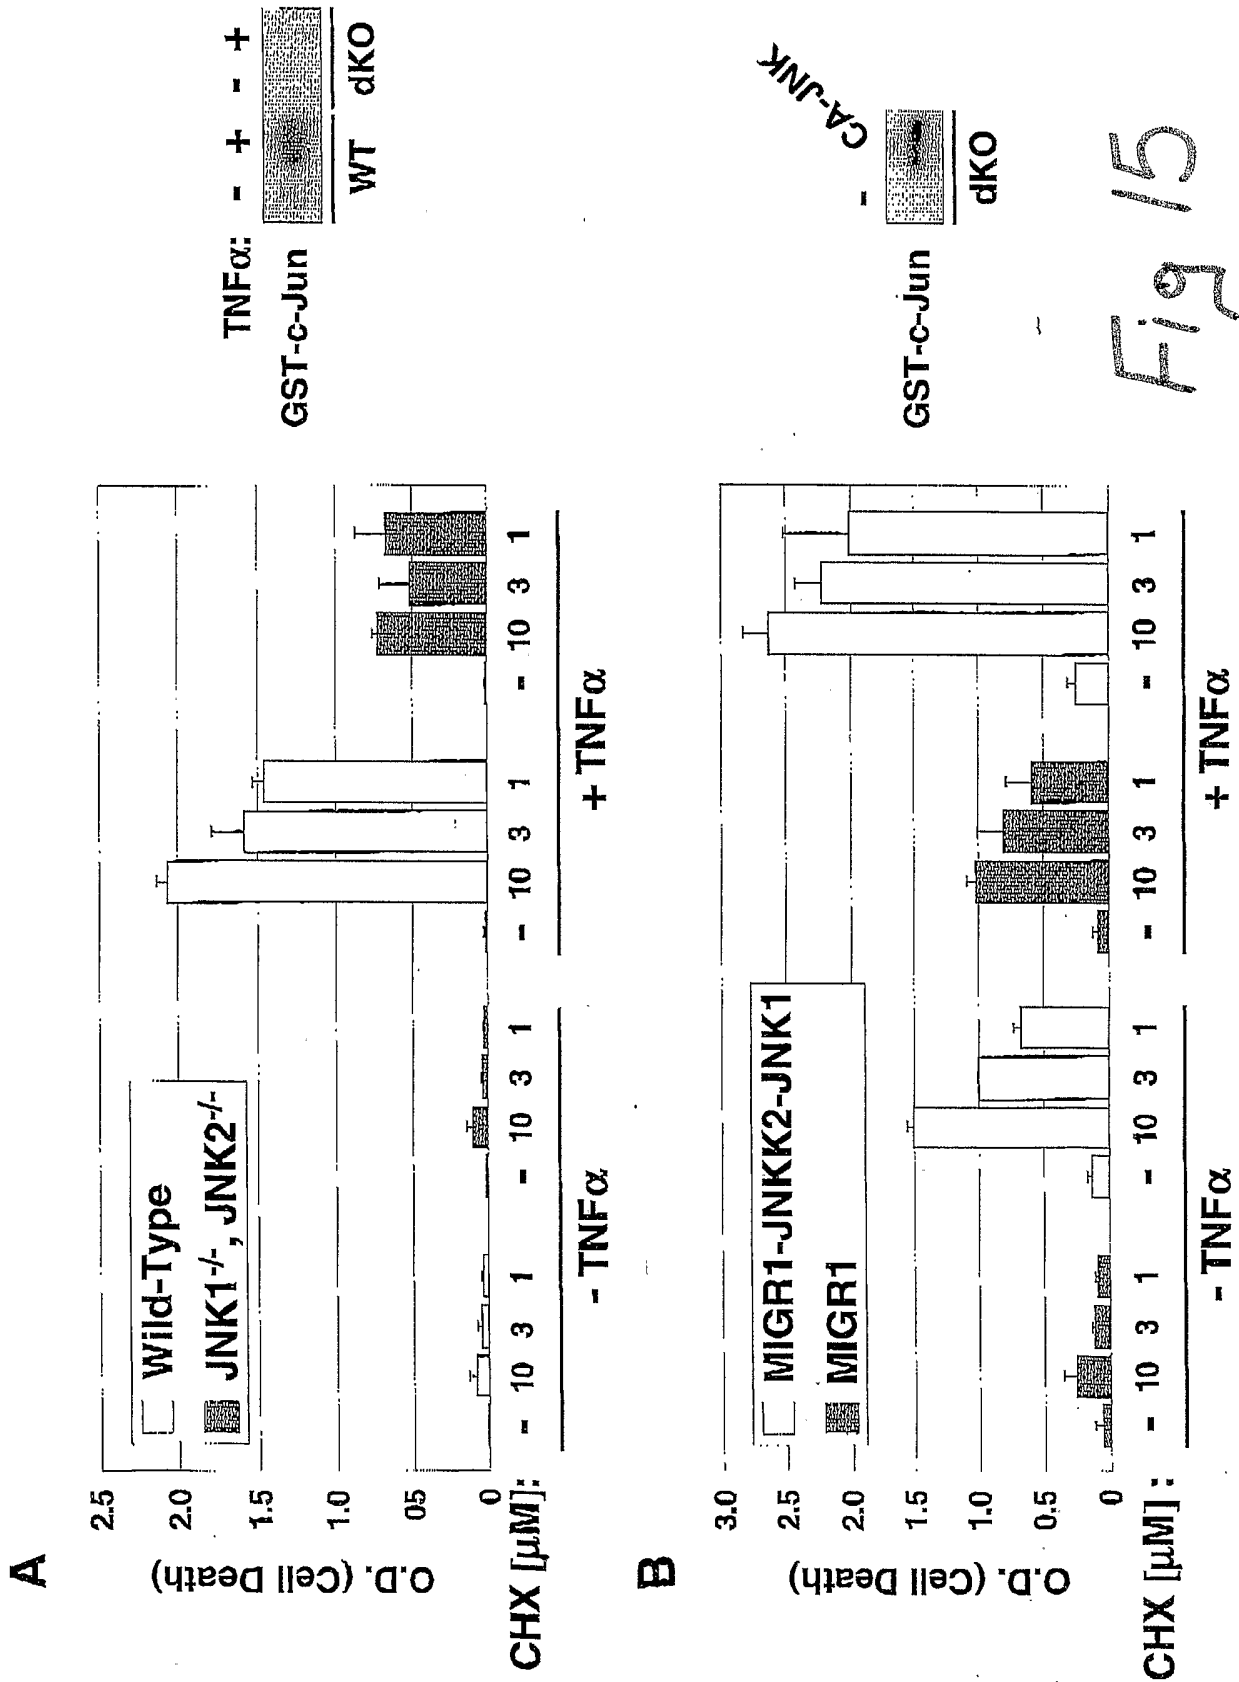 A
O.D. (Cell Death)
2.5
2.0
1.5
1.0
05
0
Wild-Type
JNK1-/-, JNK2-/-
CHX [μM]: - 10 3 1 - 10 3 1 - 10 3 1 - 10 3 1
- TNFα + TNFα
TNFα: - + - +
GST-c-Jun
WT dKO
B
O.D. (Cell Death)
3.0
2.5
2.0
1.5
1.0
0.5
0
MIGR1-JNKK2-JNK1
MIGR1
CHX [μM] : - 10 3 1 - 10 3 1 - 10 3 1 - 10 3 1
- TNFα + TNFα
- CA-JNK
GST-c-Jun
dKO
Fig 15